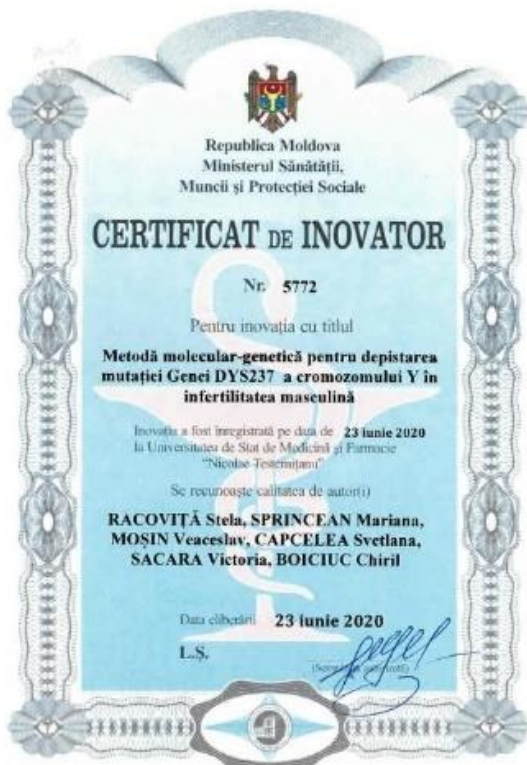 Republica Moldova
Ministerul Sănătății,
Muncii și Protecției Sociale
CERTIFICAT DE INOVATOR
Nr. 5772
Pentru inovația cu titlul
Metodă molecular-genetică pentru depistarea
mutației Genei DYS237 a cromozomului Y în
infertilitatea masculină
Inovația a fost înregistrată pe data de 23 iunie 2020
la Universitatea de Stat de Medicină și Farmacie
"Nicolae Testemițanu"
Se recunoaște calitatea de autor(i)
RACOVIȚĂ Stela, SPRINCEAN Mariana,
MOȘIN Veaceslav, CAPCELEA Svetlana,
SACARA Victoria, BOICIUC Chiril
Data eliberării 23 iunie 2020
L.Ș.